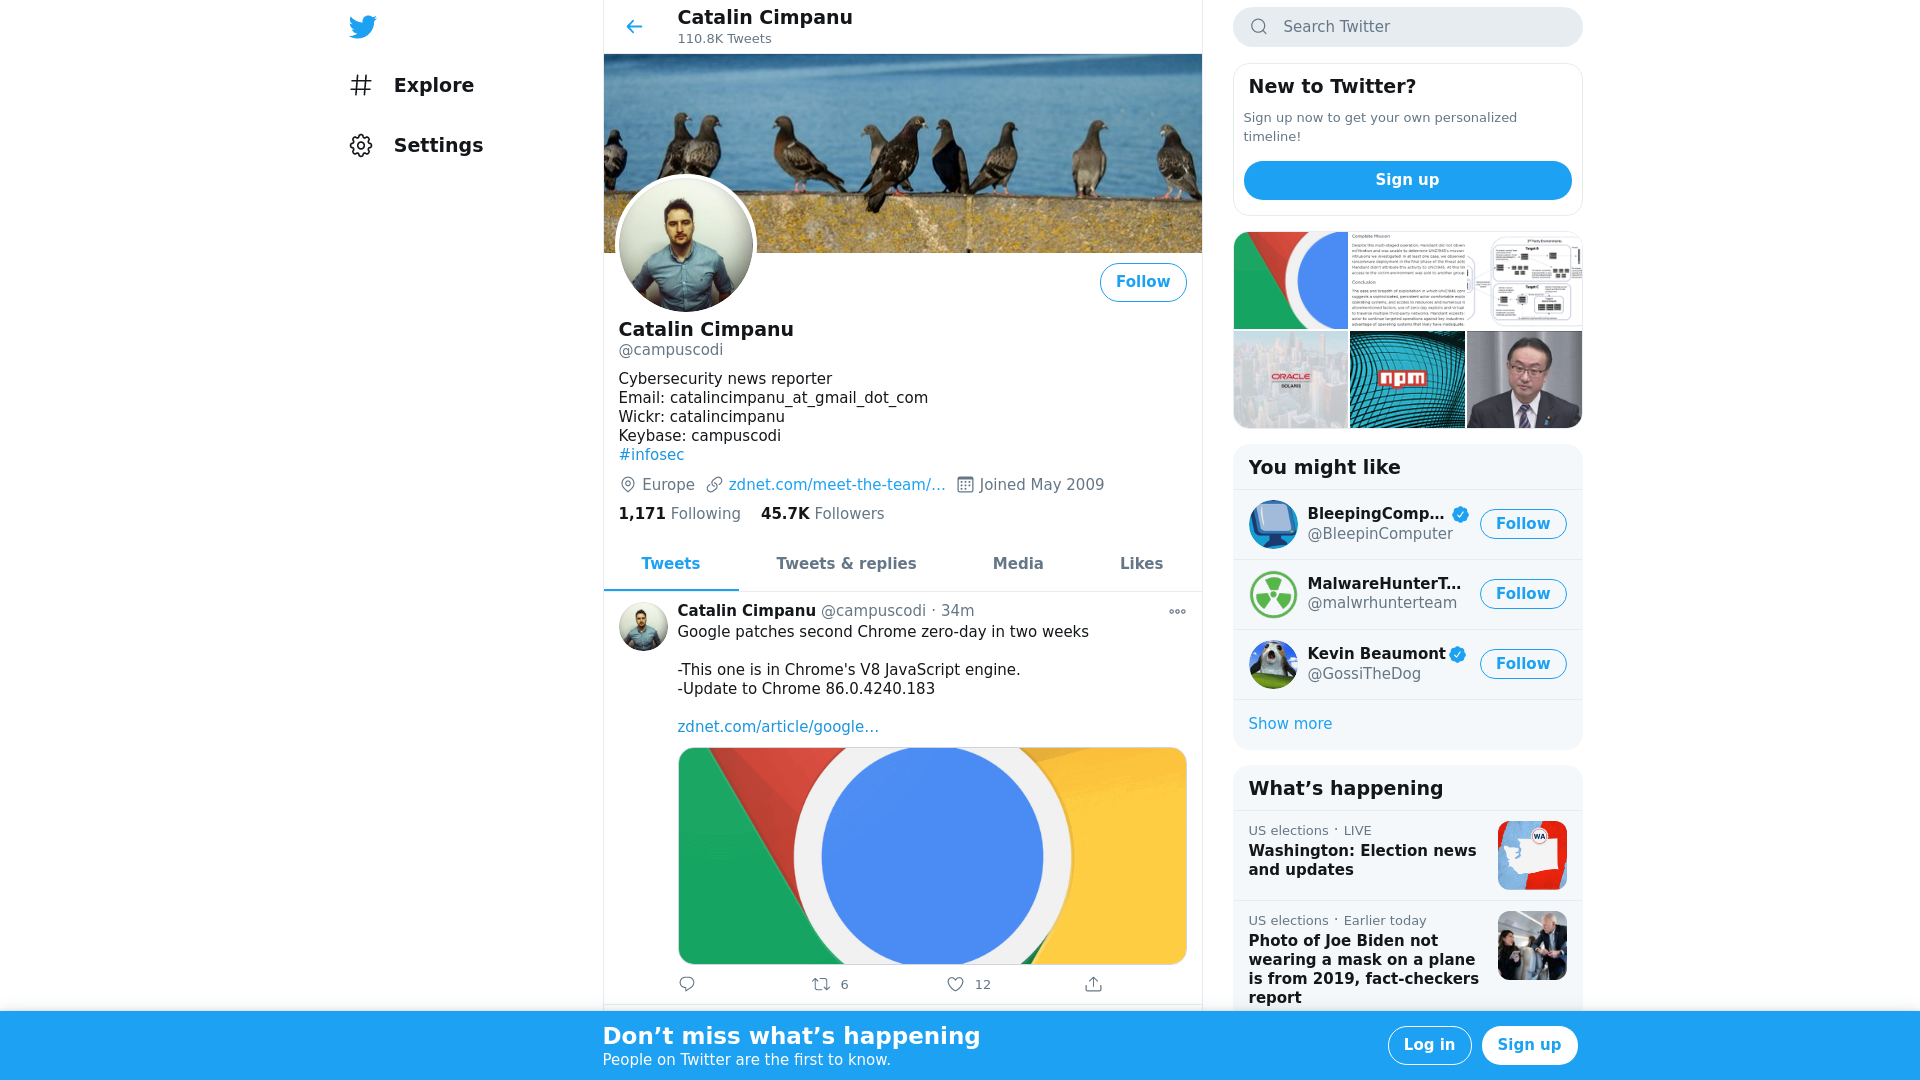 Explore
Settings
Catalin Cimpanu
110.8K Tweets
Follow
Catalin Cimpanu
@campuscodi
Cybersecurity news reporter
Email: catalincimpanu_at_gmail_dot_com
Wickr: catalincimpanu
Keybase: campuscodi
#infosec
Europe zdnet.com/meet-the-team/… Joined May 2009
1,171 Following 45.7K Followers
Tweets Tweets & replies Media Likes
Catalin Cimpanu @campuscodi · 34m
Google patches second Chrome zero-day in two weeks
-This one is in Chrome's V8 JavaScript engine.
-Update to Chrome 86.0.4240.183
zdnet.com/article/google…
6 12
Search Twitter
New to Twitter?
Sign up now to get your own personalized
timeline!
Sign up
Complete Mission
Conclusion
ORACLE
SOLARIS
npm
You might like
BleepingComp…
@BleepinComputer
Follow
MalwareHunterT…
@malwrhunterteam
Follow
Kevin Beaumont
@GossiTheDog
Follow
Show more
What’s happening
US elections · LIVE
Washington: Election news
and updates
WA
US elections · Earlier today
Photo of Joe Biden not
wearing a mask on a plane
is from 2019, fact-checkers
report
Don’t miss what’s happening
People on Twitter are the first to know.
Log in
Sign up